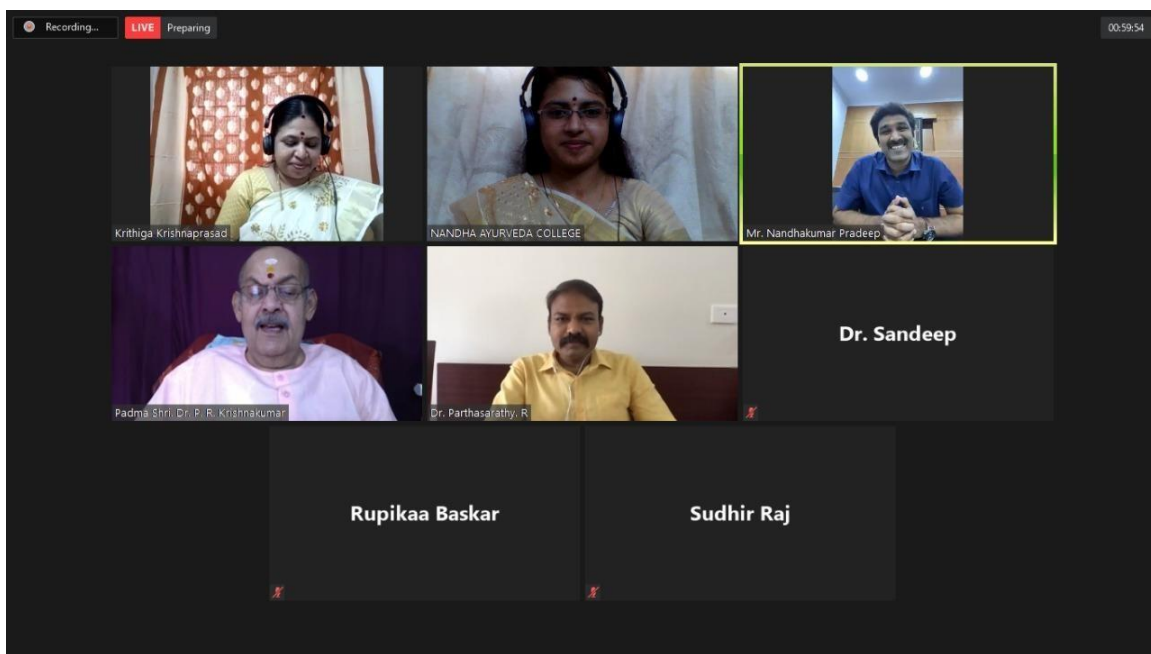 Recording...
LIVE Preparing
00:59:54
Krithiga Krishnaprasad
NANDHA AYURVEDA COLLEGE
Mr. Nandhakumar Pradeep
Padma Shri. Dr. P. R. Krishnakumar
Dr. Parthasarathy. R
Dr. Sandeep
Rupikaa Baskar
Sudhir Raj